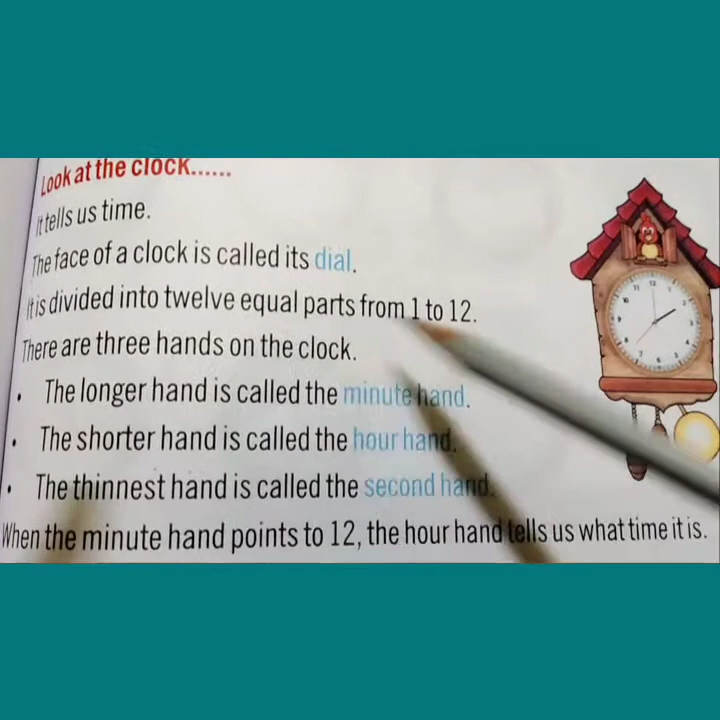 Look at the clock......
It tells us time.
The face of a clock is called its dial.
It is divided into twelve equal parts from 1 to 12.
There are three hands on the clock.
• The longer hand is called the minute hand.
• The shorter hand is called the hour hand.
• The thinnest hand is called the second hand.
When the minute hand points to 12, the hour hand tells us what time it is.